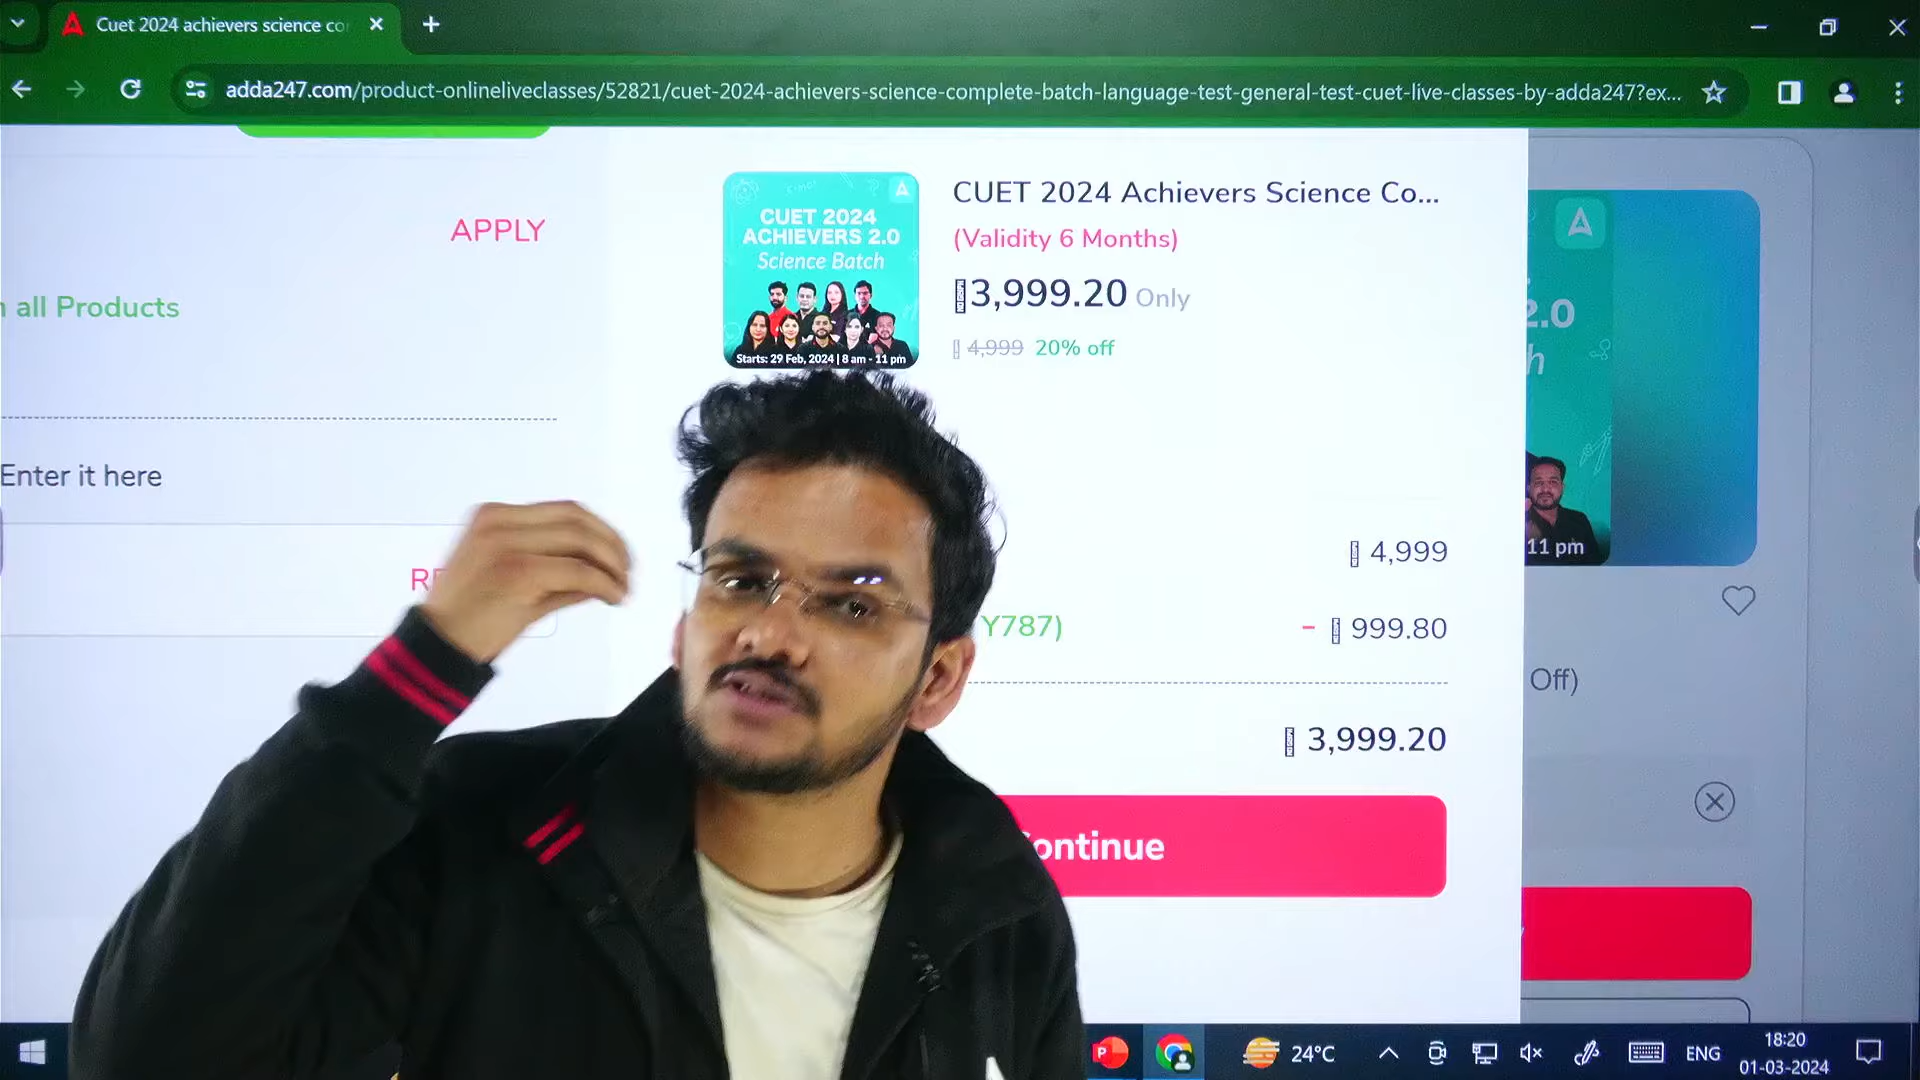 Cuet 2024 achievers science co
adda247.com/product-onlineliveclasses/52821/cuet-2024-achievers-science-complete-batch-language-test-general-test-cuet-live-classes-by-adda247?ex...
APPLY
all Products
Enter it here
CUET 2024
ACHIEVERS 2.0
Science Batch
Starts: 29 Feb, 2024 | 8 am - 11 pm
CUET 2024 Achievers Science Co...
(Validity 6 Months)
3,999.20 Only
4,999 20% off
4,999
Y787)
- 999.80
3,999.20
Continue
2.0
h
11 pm
Off)
P
24°C
ENG
18:20
01-03-2024